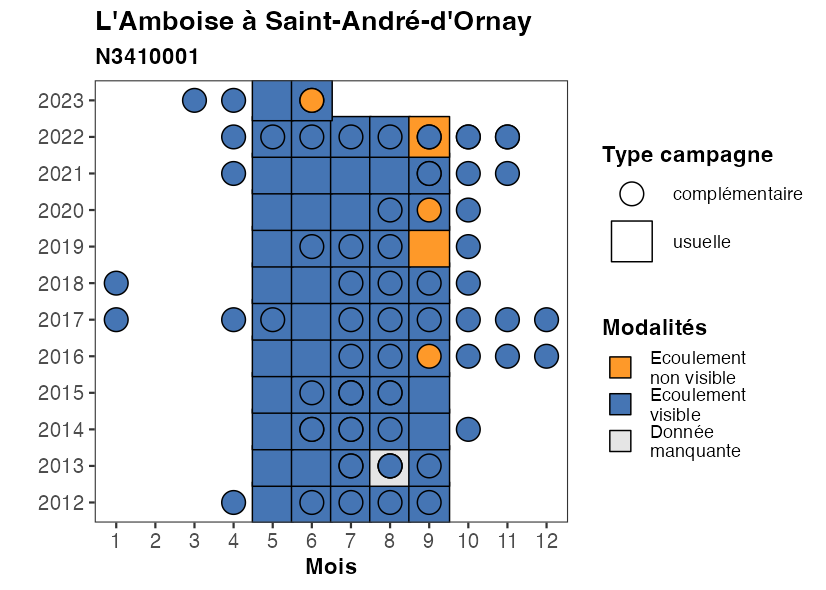 L'Amboise à Saint-André-d'Ornay
N3410001
2023
2022
2021
2020
2019
2018
2017
2016
2015
2014
2013
2012
1 2 3 4 5 6 7 8 9 10 11 12
Mois
Type campagne
complémentaire
usuelle
Modalités
Ecoulement
non visible
Ecoulement
visible
Donnée
manquante